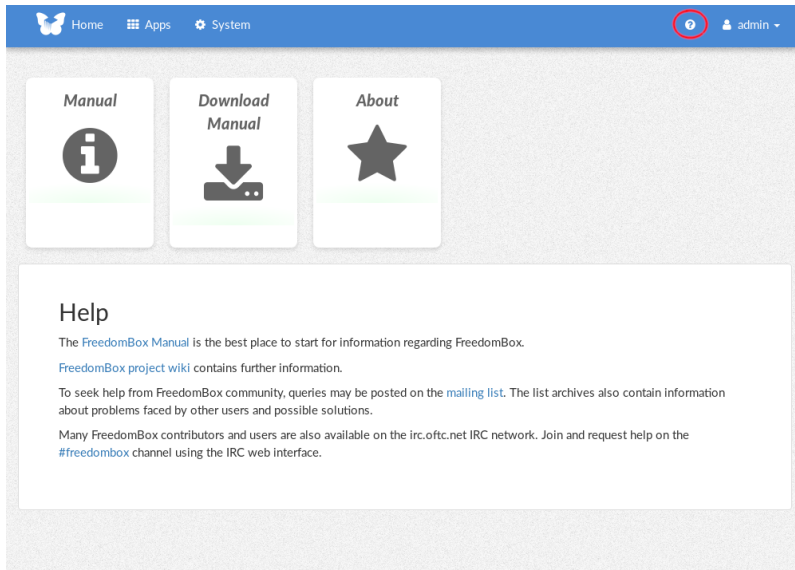 Home Apps System admin
Manual
Download
Manual
About
Help
The FreedomBox Manual is the best place to start for information regarding FreedomBox.
FreedomBox project wiki contains further information.
To seek help from FreedomBox community, queries may be posted on the mailing list. The list archives also contain information
about problems faced by other users and possible solutions.
Many FreedomBox contributors and users are also available on the irc.oftc.net IRC network. Join and request help on the
#freedombox channel using the IRC web interface.